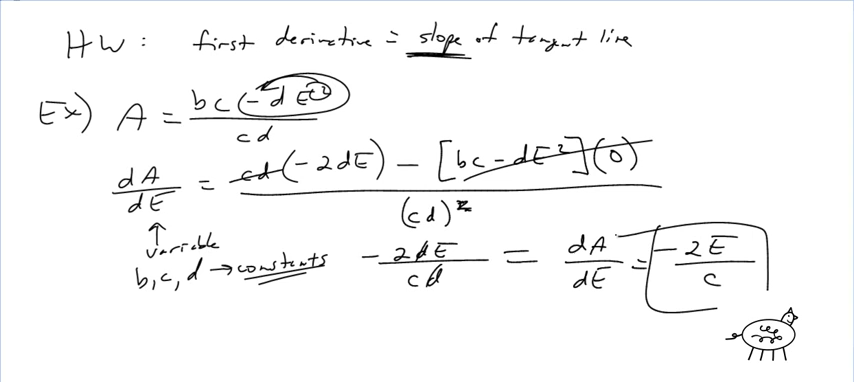 HW: first derivative = slope of tangent line
Ex) A = (bc - dE²)/(cd)
dA/dE = (cd(-2dE) - [bc - dE²](0))/(cd)²
↑
variable
b, c, d → constants
-2dE/cd = dA/dE = -2E/c